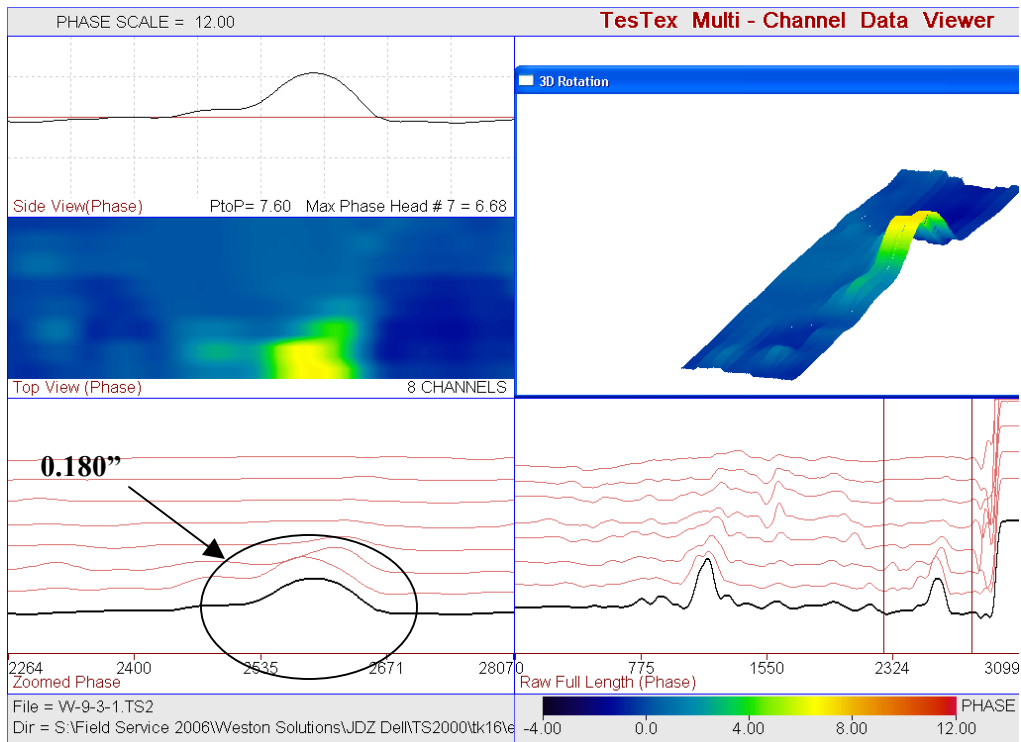 PHASE SCALE = 12.00
TesTex Multi - Channel Data Viewer
3D Rotation
Side View(Phase) PtoP= 7.60 Max Phase Head # 7 = 6.68
Top View (Phase) 8 CHANNELS
0.180”
2264 2400 2535 2671 2807
Zoomed Phase
0 775 1550 2324 3099
Raw Full Length (Phase)
File = W-9-3-1.TS2
Dir = S:\Field Service 2006\Weston Solutions\JDZ Dell\TS2000\tk16\e
PHASE
-4.00 0.0 4.00 8.00 12.00